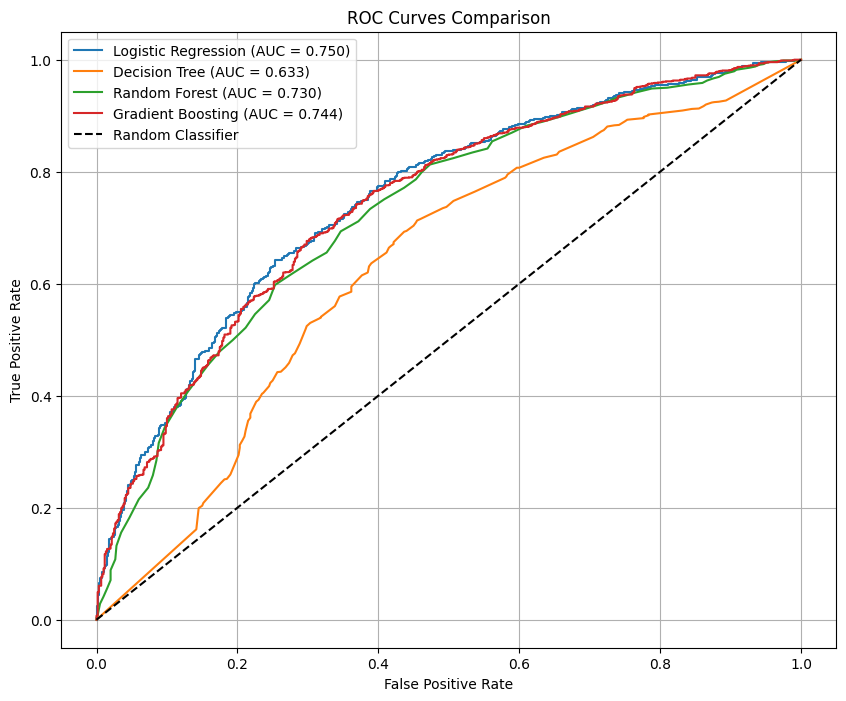 ROC Curves Comparison
Logistic Regression (AUC = 0.750)
Decision Tree (AUC = 0.633)
Random Forest (AUC = 0.730)
Gradient Boosting (AUC = 0.744)
Random Classifier
True Positive Rate
1.0
0.8
0.6
0.4
0.2
0.0
0.0 0.2 0.4 0.6 0.8 1.0
False Positive Rate